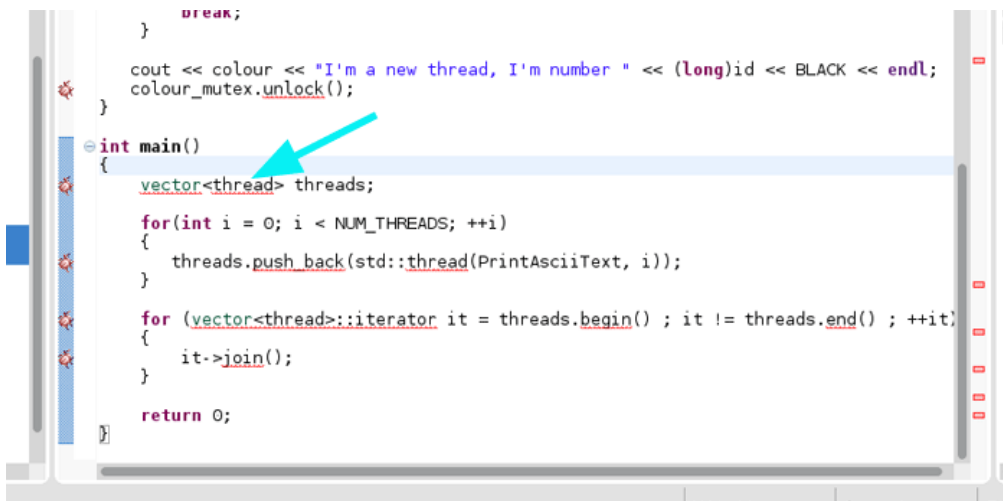 break;
}
cout << colour << "I'm a new thread, I'm number " << (long)id << BLACK << endl;
colour_mutex.unlock();
}
int main()
{
vector<thread> threads;
for(int i = 0; i < NUM_THREADS; ++i)
{
threads.push_back(std::thread(PrintAsciiText, i));
}
for (vector<thread>::iterator it = threads.begin() ; it != threads.end() ; ++it)
{
it->join();
}
return 0;
}